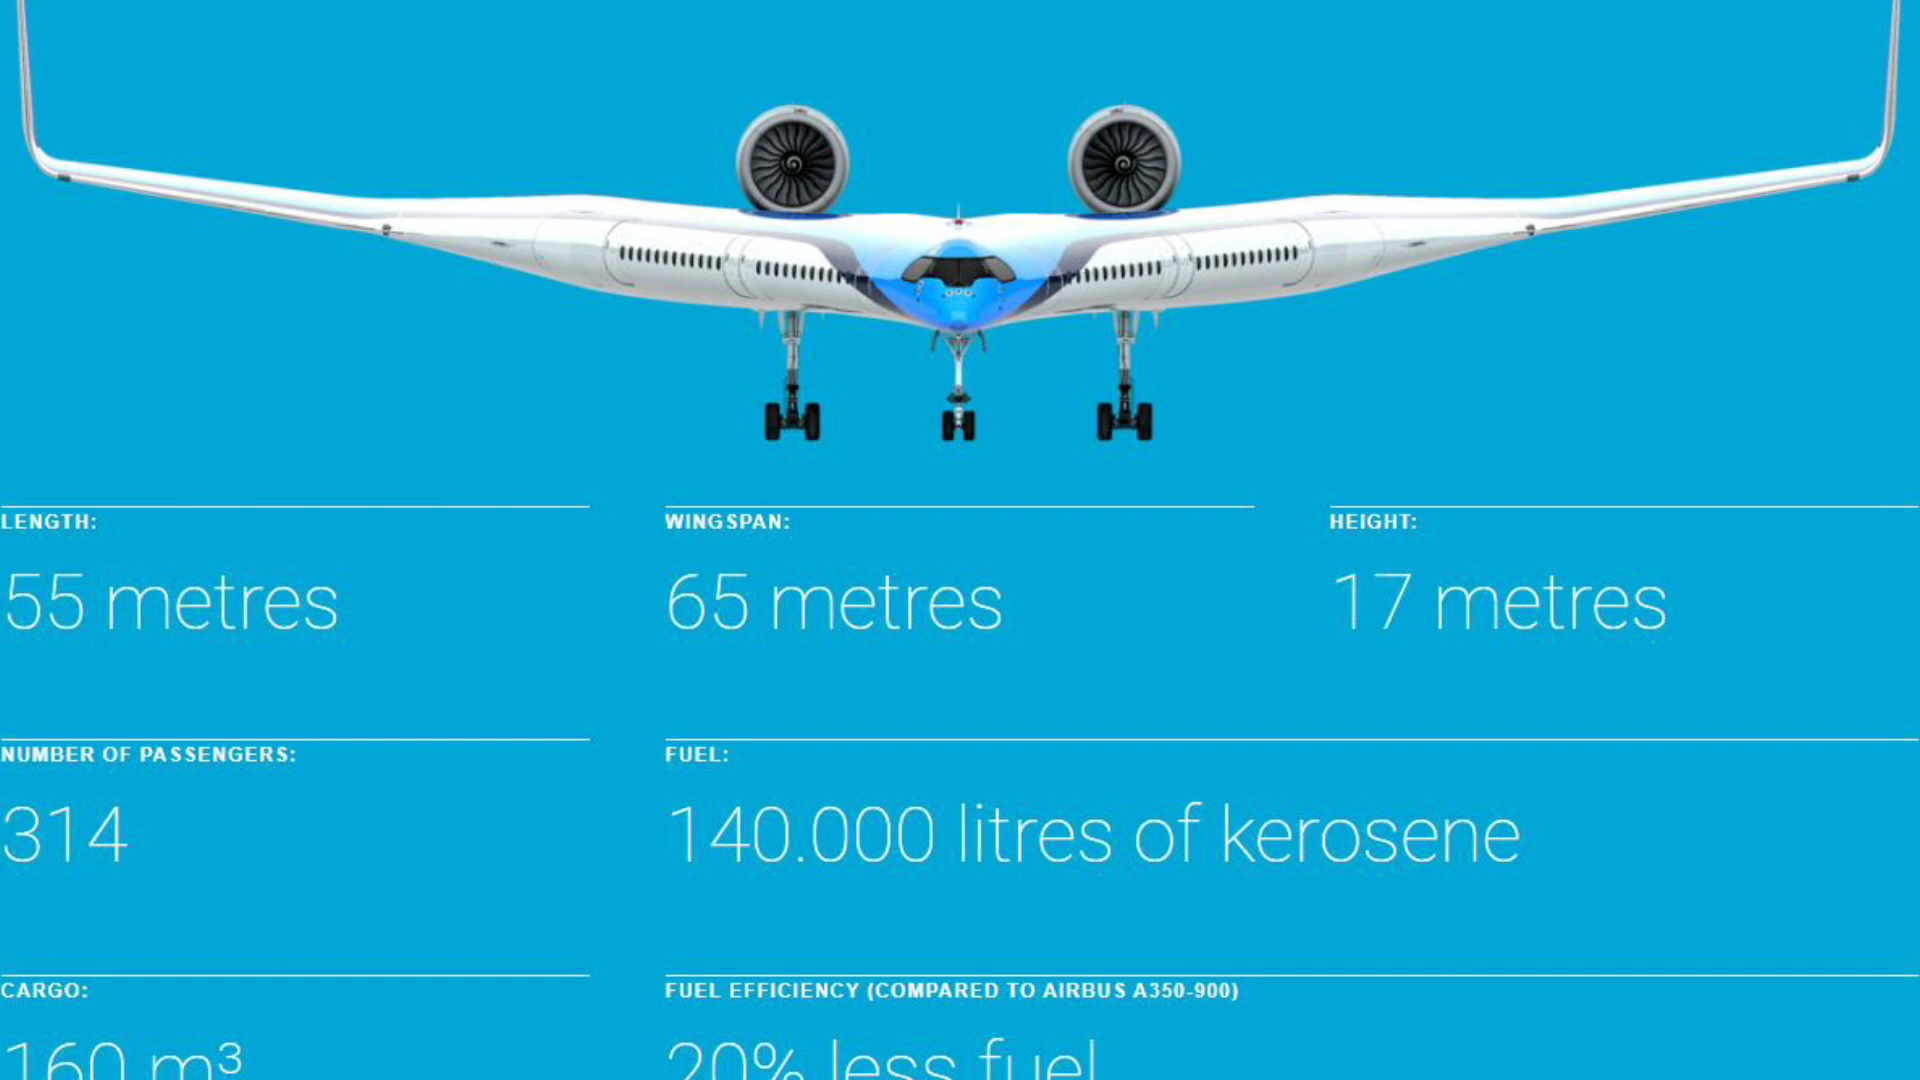 LENGTH:
55 metres
WINGSPAN:
65 metres
HEIGHT:
17 metres
NUMBER OF PASSENGERS:
314
FUEL:
140.000 litres of kerosene
CARGO:
160 m³
FUEL EFFICIENCY (COMPARED TO AIRBUS A350-900)
20% less fuel